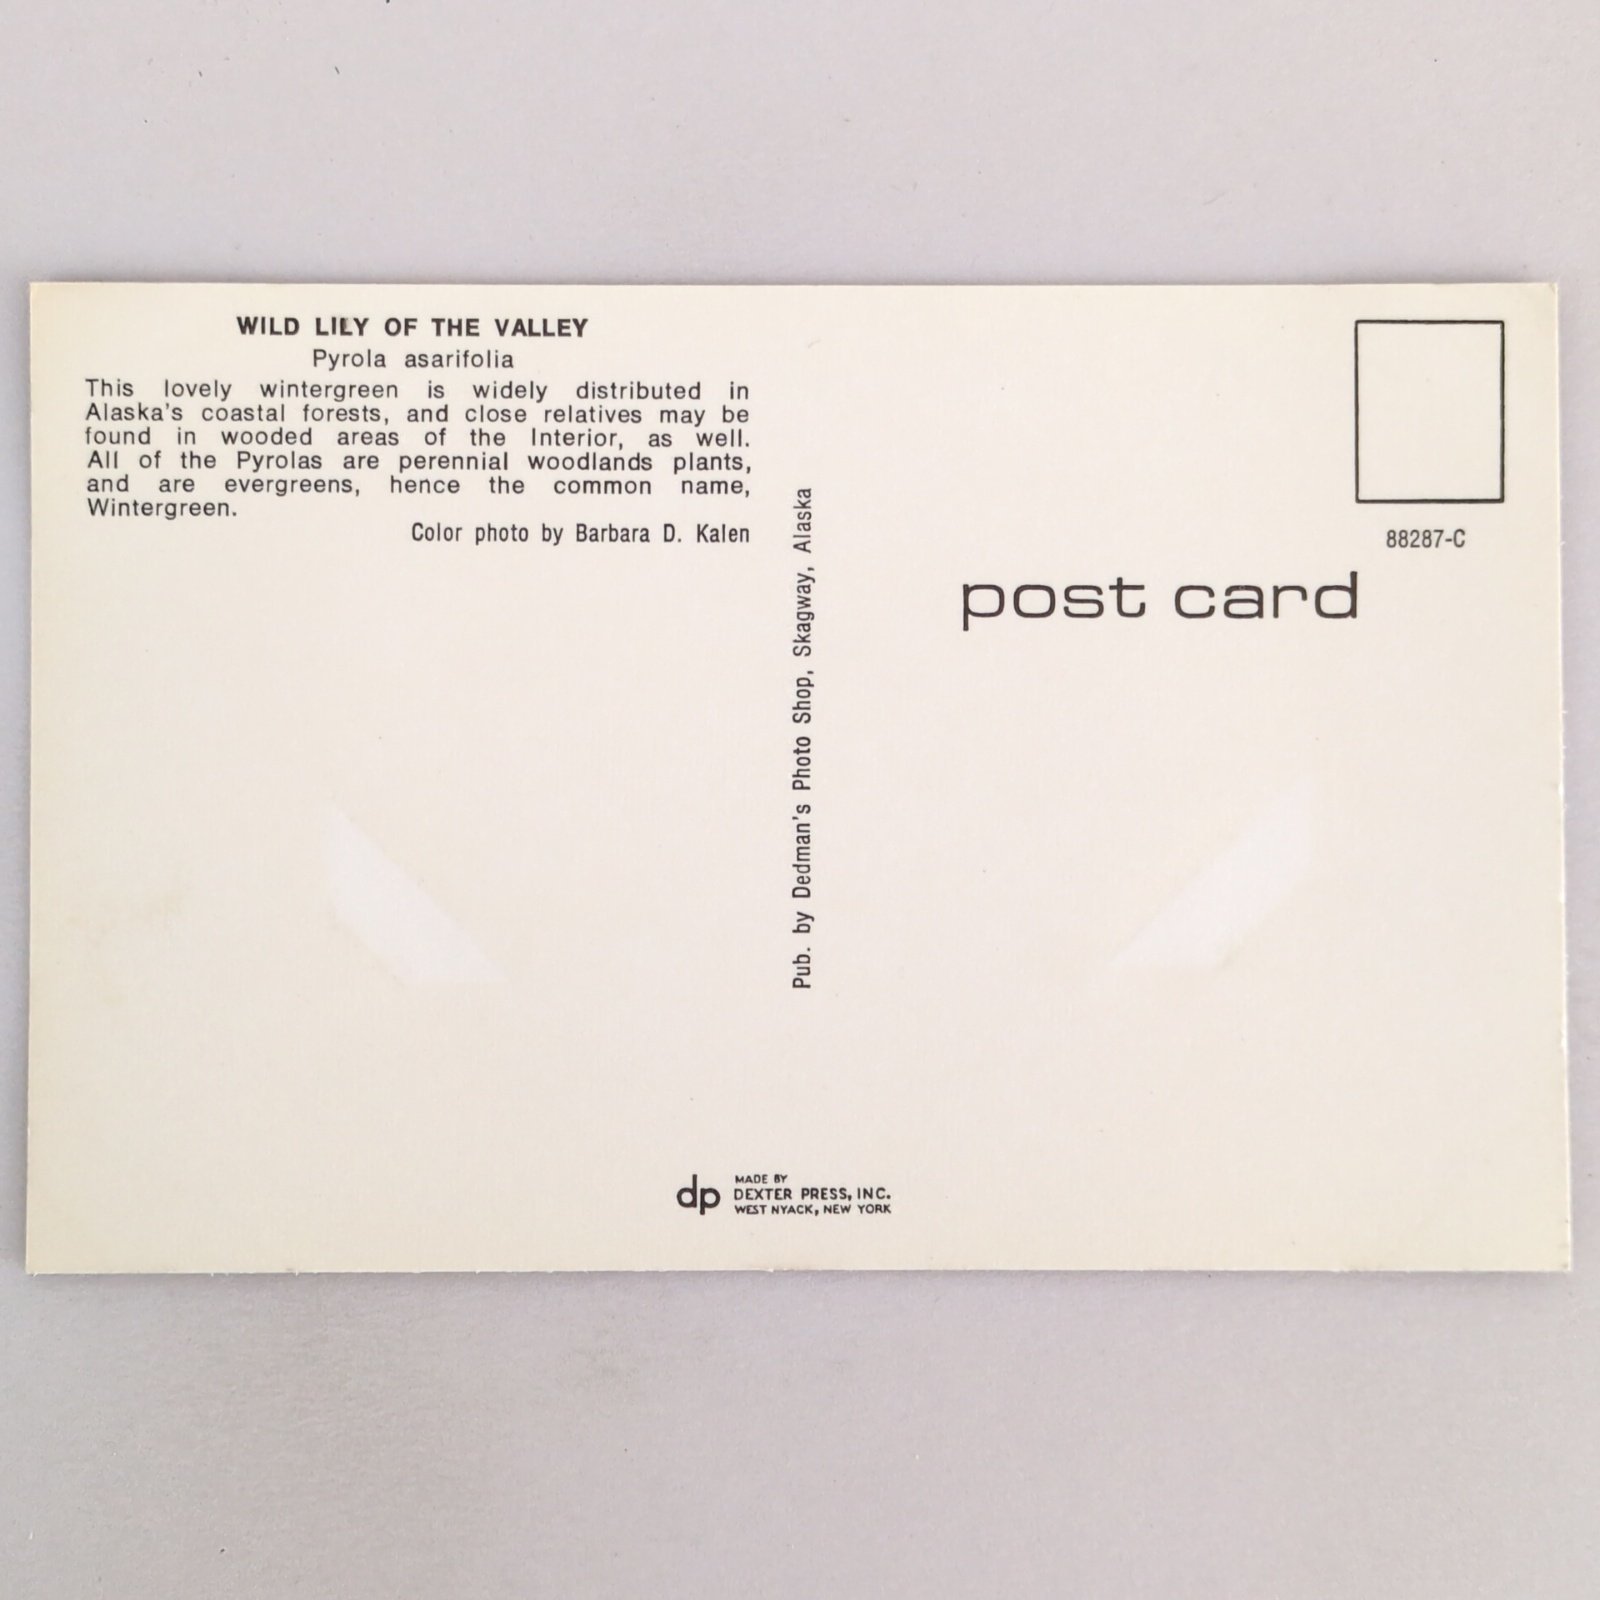 WILD LILY OF THE VALLEY
Pyrola asarifolia
This lovely wintergreen is widely distributed in
Alaska's coastal forests, and close relatives may be
found in wooded areas of the Interior, as well.
All of the Pyrolas are perennial woodlands plants,
and are evergreens, hence the common name,
Wintergreen.
Color photo by Barbara D. Kalen
Pub. by Dedman's Photo Shop, Skagway, Alaska
88287-C
post card
dp
MADE BY
DEXTER PRESS, INC.
WEST NYACK, NEW YORK